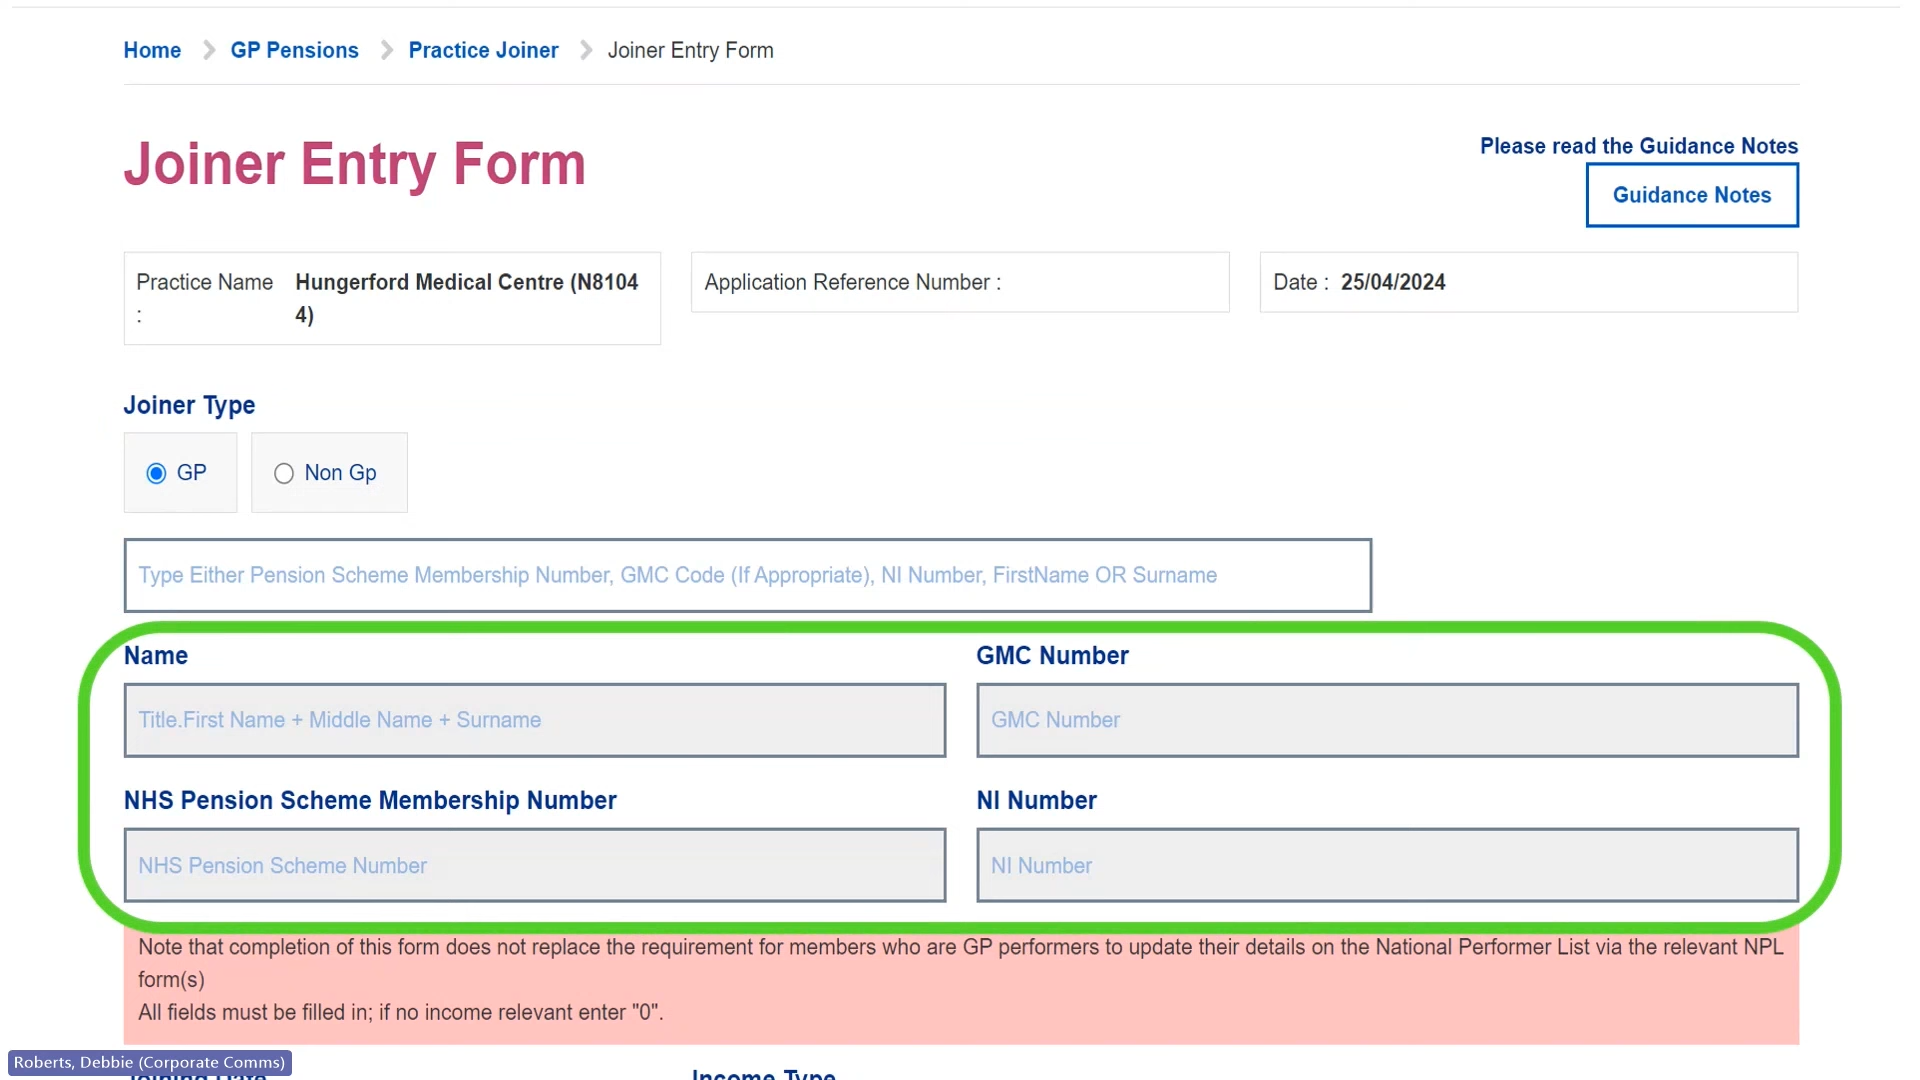 Home GP Pensions Practice Joiner Joiner Entry Form
Joiner Entry Form
Please read the Guidance Notes
Guidance Notes
Practice Name Hungerford Medical Centre (N8104
: 4)
Application Reference Number :
Date : 25/04/2024
Joiner Type
GP Non Gp
Type Either Pension Scheme Membership Number, GMC Code (If Appropriate), NI Number, FirstName OR Surname
Name GMC Number
Title.First Name + Middle Name + Surname GMC Number
NHS Pension Scheme Membership Number NI Number
NHS Pension Scheme Number NI Number
Note that completion of this form does not replace the requirement for members who are GP performers to update their details on the National Performer List via the relevant NPL
form(s)
All fields must be filled in; if no income relevant enter "0".
Roberts, Debbie (Corporate Comms)
Joining Date Income Type